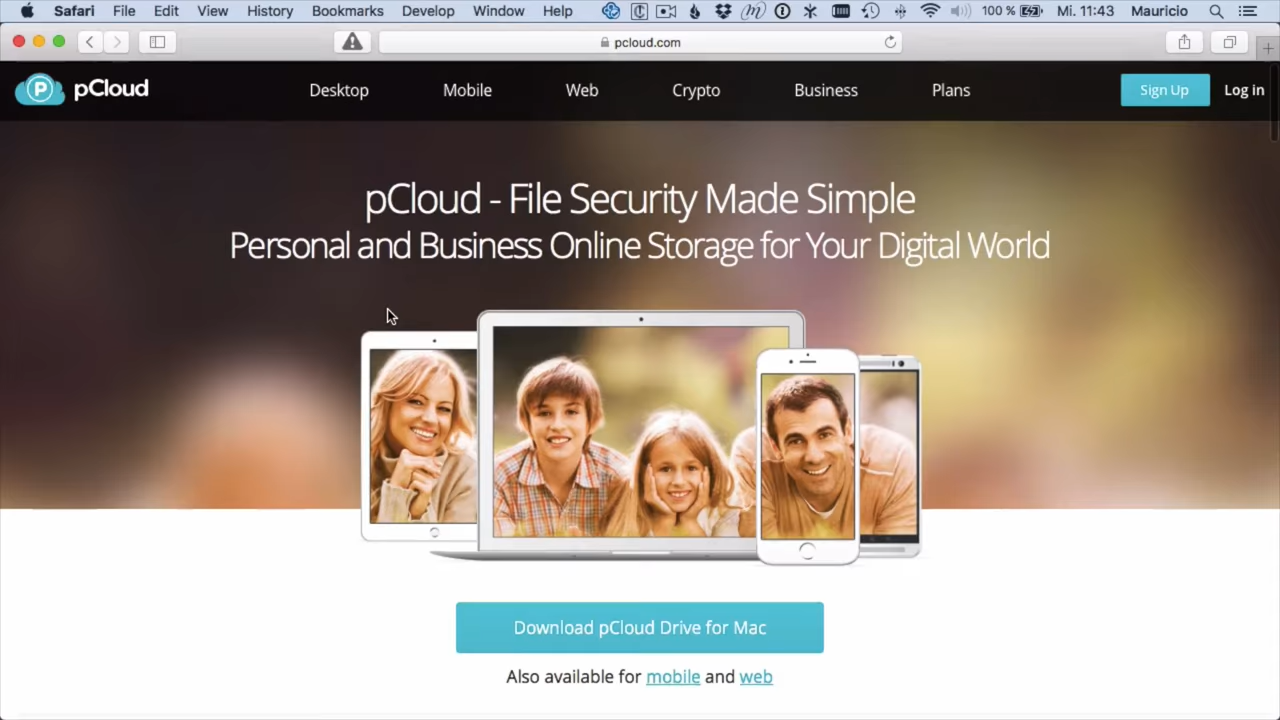 Safari File Edit View History Bookmarks Develop Window Help 100 % Mi. 11:43 Mauricio
pcloud.com
P pCloud Desktop Mobile Web Crypto Business Plans Sign Up Log in
pCloud - File Security Made Simple
Personal and Business Online Storage for Your Digital World
Download pCloud Drive for Mac
Also available for mobile and web